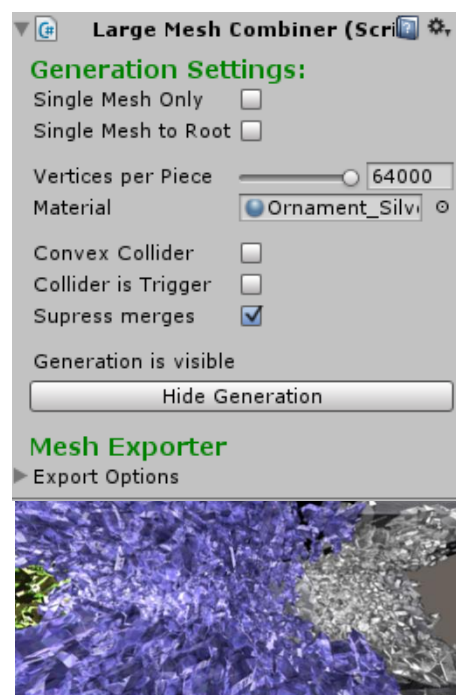 Large Mesh Combiner (Scri
Generation Settings:
Single Mesh Only
Single Mesh to Root
Vertices per Piece 64000
Material Ornament_Silv
Convex Collider
Collider is Trigger
Supress merges
Generation is visible
Hide Generation
Mesh Exporter
Export Options